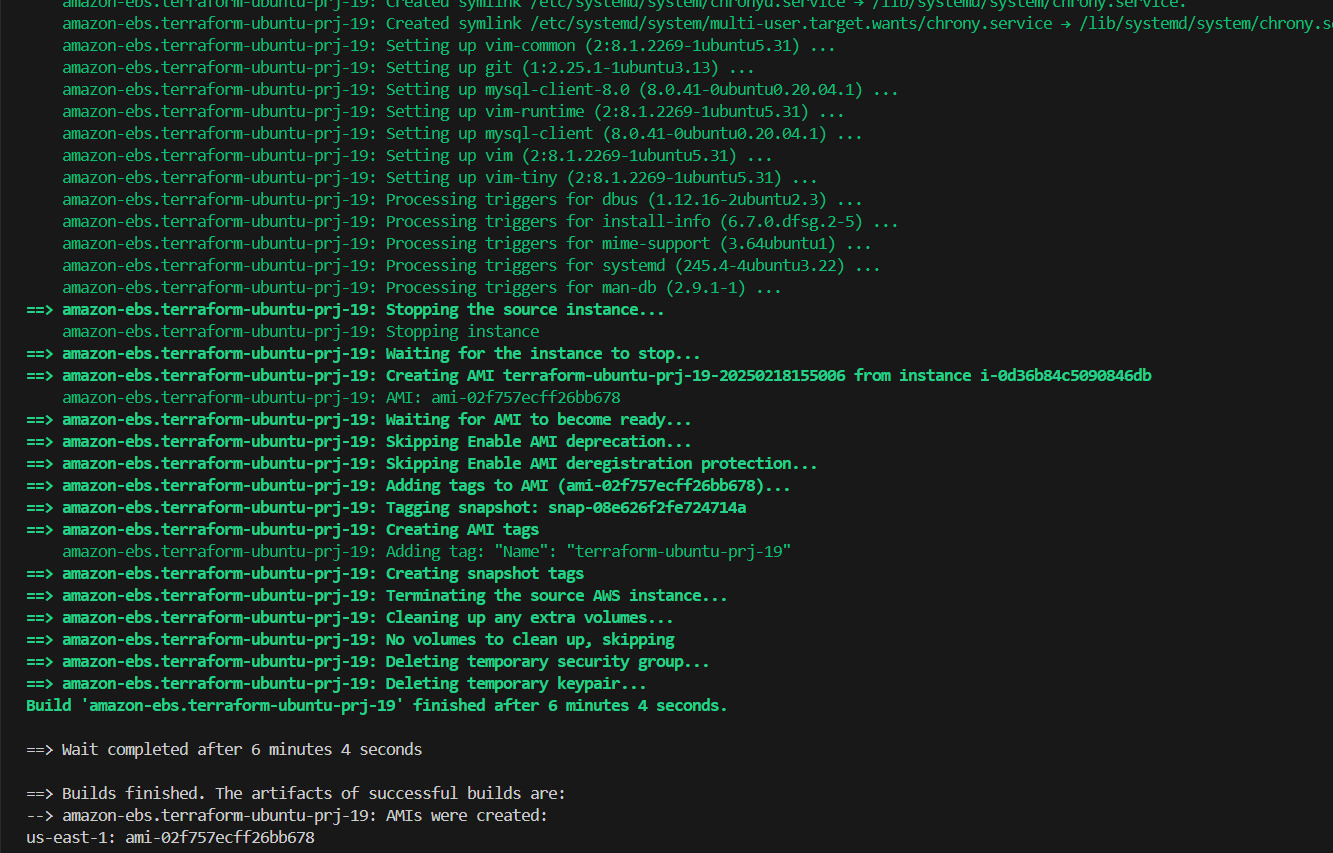 amazon-ebs.terraform-ubuntu-prj-19: Created symlink /etc/systemd/system/chronyd.service → /lib/systemd/system/chrony.service.
amazon-ebs.terraform-ubuntu-prj-19: Created symlink /etc/systemd/system/multi-user.target.wants/chrony.service → /lib/systemd/system/chrony.s
amazon-ebs.terraform-ubuntu-prj-19: Setting up vim-common (2:8.1.2269-1ubuntu5.31) ...
amazon-ebs.terraform-ubuntu-prj-19: Setting up git (1:2.25.1-1ubuntu3.13) ...
amazon-ebs.terraform-ubuntu-prj-19: Setting up mysql-client-8.0 (8.0.41-0ubuntu0.20.04.1) ...
amazon-ebs.terraform-ubuntu-prj-19: Setting up vim-runtime (2:8.1.2269-1ubuntu5.31) ...
amazon-ebs.terraform-ubuntu-prj-19: Setting up mysql-client (8.0.41-0ubuntu0.20.04.1) ...
amazon-ebs.terraform-ubuntu-prj-19: Setting up vim (2:8.1.2269-1ubuntu5.31) ...
amazon-ebs.terraform-ubuntu-prj-19: Setting up vim-tiny (2:8.1.2269-1ubuntu5.31) ...
amazon-ebs.terraform-ubuntu-prj-19: Processing triggers for dbus (1.12.16-2ubuntu2.3) ...
amazon-ebs.terraform-ubuntu-prj-19: Processing triggers for install-info (6.7.0.dfsg.2-5) ...
amazon-ebs.terraform-ubuntu-prj-19: Processing triggers for mime-support (3.64ubuntu1) ...
amazon-ebs.terraform-ubuntu-prj-19: Processing triggers for systemd (245.4-4ubuntu3.22) ...
amazon-ebs.terraform-ubuntu-prj-19: Processing triggers for man-db (2.9.1-1) ...
==> amazon-ebs.terraform-ubuntu-prj-19: Stopping the source instance...
amazon-ebs.terraform-ubuntu-prj-19: Stopping instance
==> amazon-ebs.terraform-ubuntu-prj-19: Waiting for the instance to stop...
==> amazon-ebs.terraform-ubuntu-prj-19: Creating AMI terraform-ubuntu-prj-19-20250218155006 from instance i-0d36b84c5090846db
amazon-ebs.terraform-ubuntu-prj-19: AMI: ami-02f757ecff26bb678
==> amazon-ebs.terraform-ubuntu-prj-19: Waiting for AMI to become ready...
==> amazon-ebs.terraform-ubuntu-prj-19: Skipping Enable AMI deprecation...
==> amazon-ebs.terraform-ubuntu-prj-19: Skipping Enable AMI deregistration protection...
==> amazon-ebs.terraform-ubuntu-prj-19: Adding tags to AMI (ami-02f757ecff26bb678)...
==> amazon-ebs.terraform-ubuntu-prj-19: Tagging snapshot: snap-08e626f2fe724714a
==> amazon-ebs.terraform-ubuntu-prj-19: Creating AMI tags
amazon-ebs.terraform-ubuntu-prj-19: Adding tag: "Name": "terraform-ubuntu-prj-19"
==> amazon-ebs.terraform-ubuntu-prj-19: Creating snapshot tags
==> amazon-ebs.terraform-ubuntu-prj-19: Terminating the source AWS instance...
==> amazon-ebs.terraform-ubuntu-prj-19: Cleaning up any extra volumes...
==> amazon-ebs.terraform-ubuntu-prj-19: No volumes to clean up, skipping
==> amazon-ebs.terraform-ubuntu-prj-19: Deleting temporary security group...
==> amazon-ebs.terraform-ubuntu-prj-19: Deleting temporary keypair...
Build 'amazon-ebs.terraform-ubuntu-prj-19' finished after 6 minutes 4 seconds.
==> Wait completed after 6 minutes 4 seconds
==> Builds finished. The artifacts of successful builds are:
--> amazon-ebs.terraform-ubuntu-prj-19: AMIs were created:
us-east-1: ami-02f757ecff26bb678